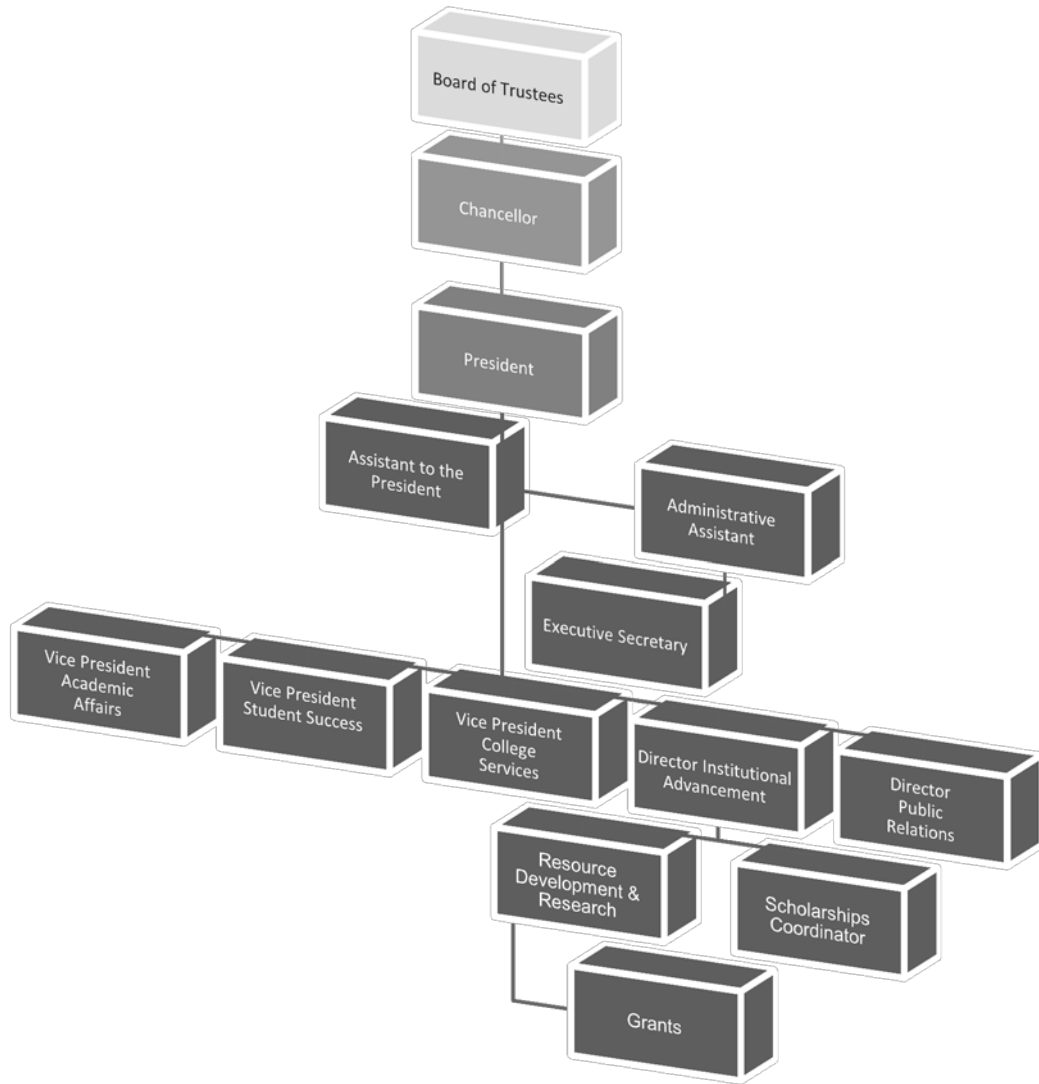 Board of Trustees
Chancellor
President
Assistant to the
President
Administrative
Assistant
Executive Secretary
Vice President
Academic
Affairs
Vice President
Student Success
Vice President
College
Services
Director Institutional
Advancement
Director
Public
Relations
Resource
Development &
Research
Scholarships
Coordinator
Grants